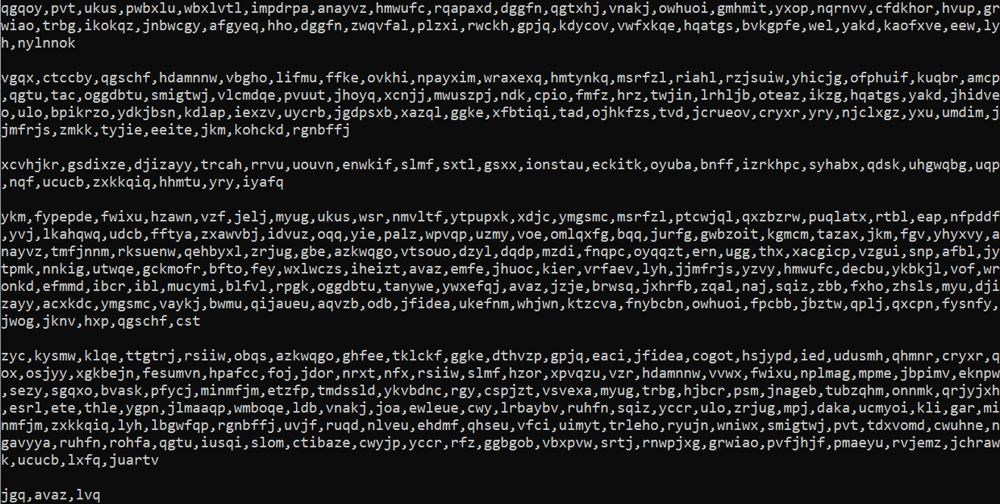 qgqoy,pvt,ukus,pwbxlu,wbxlvtl,impdrpa,anayvz,hmwufc,rqapaxd,dggfn,qgtxhj,vnakj,owhuoi,gmhmit,yxop,nqrnvv,cfdkhor,hvup,gr
wiao,trbg,ikokqz,jnbwcgy,afgyeq,hho,dggfn,zwqvfal,plzxi,rwckh,gpjq,kdycov,vwfxkqe,hqatgs,bvkgpfe,wel,yakd,kaofxve,eew,ly
h,nylnnok

vgqx,ctccby,qgschf,hdamnnw,vbgho,lifmu,ffke,ovkhi,npayxim,wraxexq,hmtynkq,msrfzl,riahl,rzjsuiw,yhicjg,ofphuif,kuqbr,amcp
,qgtu,tac,oggdbtu,smigtwj,vlcmdqe,pvuut,jhoyq,xcnjj,mwuszpj,ndk,cpio,fmfz,hrz,twjin,lrhljb,oteaz,ikzg,hqatgs,yakd,jhidve
o,ulo,bpikrzo,ydkjbsn,kdlap,iexzv,uycrb,jgdpsxb,xazql,ggke,xfbtiqi,tad,ojhkfzs,tvd,jcrueov,cryxr,yry,njclxgz,yxu,umdim,j
jmfrjs,zmkk,tyjie,eeite,jkm,kohckd,rgnbffj

xcvhjkr,gsdixze,djizayy,trcah,rrvu,uouvn,enwkif,slmf,sxtl,gsxx,ionstau,eckitk,oyuba,bnff,izrkhpc,syhabx,qdsk,uhgwqbg,uqp
,nqf,ucucb,zxkkqiq,hhmtu,yry,iyafq

ykm,fypepde,fwixu,hzawn,vzf,jelj,myug,ukus,wsr,nmvltf,ytpupxk,xdjc,ymgsmc,msrfzl,ptcwjql,qxzbzrw,puqlatx,rtbl,eap,nfpddf
,yvj,lkahqwq,udcb,fftya,zxawvbj,idvuz,oqq,yie,palz,wpvqp,uzmy,voe,omlqxfg,bqq,jurfg,gwbzoit,kgmcm,tazax,jkm,fgv,yhyxvy,a
nayvz,tmfjnnm,rksuenw,qehbyxl,zrjug,gbe,azkwqgo,vtsouo,dzyl,dqdp,mzdi,fnqpc,oyqqzt,ern,ugg,thx,xacgicp,vzgui,snp,afbl,jy
tpmk,nnkig,utwqe,gckmofr,bfto,fey,wxlwczs,iheizt,avaz,emfe,jhuoc,kier,vrfaev,lyh,jjmfrjs,yzvy,hmwufc,decbu,ykbkjl,vof,wr
onkd,efmmd,ibcr,ibl,mucymi,blfvl,rpgk,oggdbtu,tanywe,ywxefqj,avaz,jzje,brwsq,jxhrfb,zqal,naj,sqiz,zbb,fxho,zhsls,myu,dji
zayy,acxkdc,ymgsmc,vaykj,bwmu,qijaueu,aqvzb,odb,jfidea,ukefnm,whjwn,ktzcva,fnybcbn,owhuoi,fpcbb,jbztw,qplj,qxcpn,fysnfy,
jwog,jknv,hxp,qgschf,cst

zyc,kysmw,klqe,ttgtrj,rsiiw,obqs,azkwqgo,ghfee,tklckf,ggke,dthvzp,gpjq,eaci,jfidea,cogot,hsjypd,ied,udusmh,qhmnr,cryxr,q
ox,osjyy,xgkbejn,fesumvn,hpafcc,foj,jdor,nrxt,nfx,rsiiw,slmf,hzor,xpvqzu,vzr,hdamnnw,vvwx,fwixu,nplmag,mpme,jbpimv,eknpw
,sezy,sgqxo,bvask,pfycj,minmfjm,etzfp,tmdssld,ykvbdnc,rgy,cspjzt,vsvexa,myug,trbg,hjbcr,psm,jnageb,tubzqhm,onnmk,qrjyjxh
,esrl,ete,thle,ygpn,jlmaaqp,wmboqe,ldb,vnakj,joa,ewleue,cwy,lrbaybv,ruhfn,sqiz,yccr,ulo,zrjug,mpj,daka,ucmyoi,kli,gar,mi
nmfjm,zxkkqiq,lyh,lbgwfqp,rgnbffj,uvjf,ruqd,nlveu,ehdmf,qhseu,vfci,uimyt,trleho,ryujn,wniwx,smigtwj,pvt,tdxvomd,cwuhne,n
gavyya,ruhfn,rohfa,qgtu,iusqi,slom,ctibaze,cwyjp,yccr,rfz,ggbgob,vbxpvw,srtj,rnwpjxg,grwiao,pvfjhjf,pmaeyu,rvjemz,jchraw
k,ucucb,lxfq,juartv

jgq,avaz,lvq